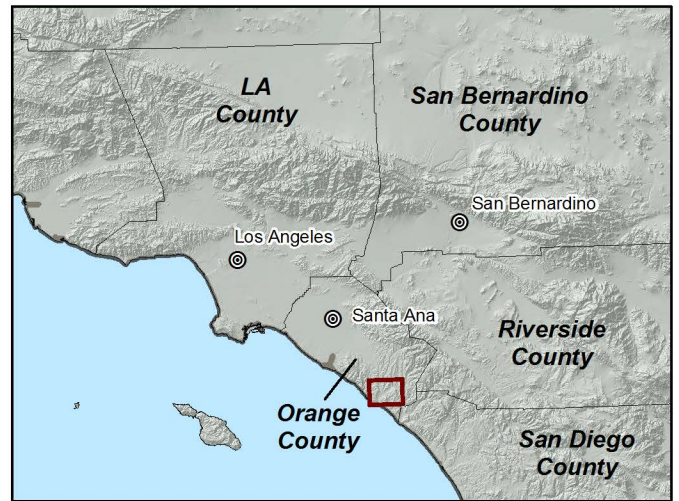 LA
County
San Bernardino
County
San Bernardino
Los Angeles
Santa Ana
Riverside
County
Orange
County
San Diego
County